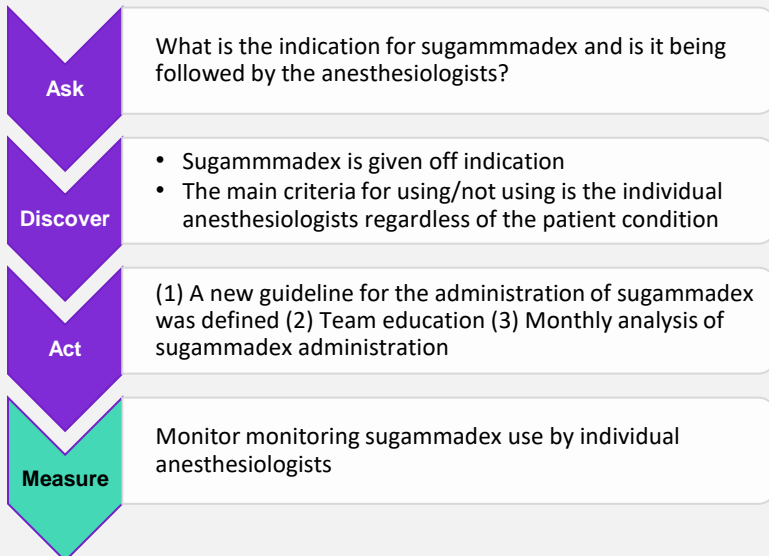 Ask
What is the indication for sugammmadex and is it being
followed by the anesthesiologists?
Discover
• Sugammmadex is given off indication
• The main criteria for using/not using is the individual
anesthesiologists regardless of the patient condition
Act
(1) A new guideline for the administration of sugammadex
was defined (2) Team education (3) Monthly analysis of
sugammadex administration
Measure
Monitor monitoring sugammadex use by individual
anesthesiologists